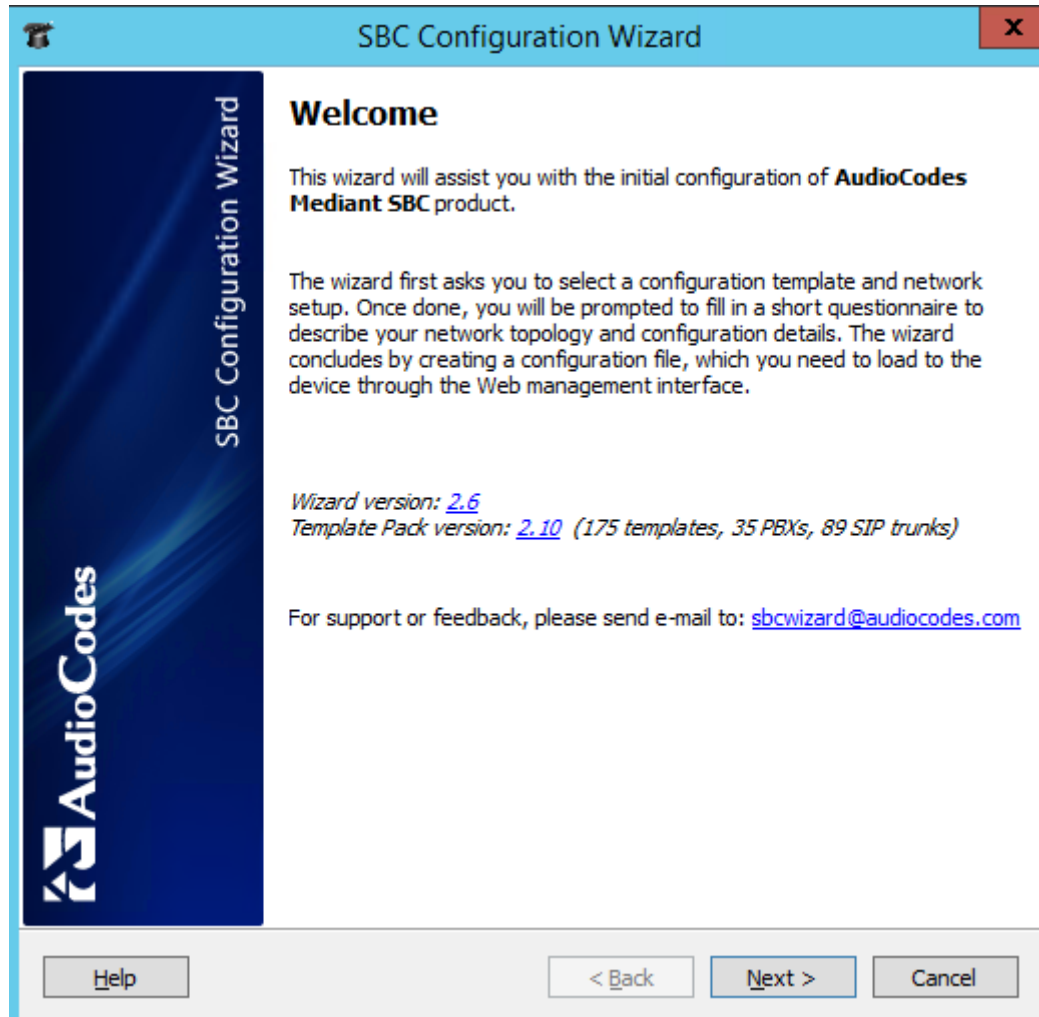 SBC Configuration Wizard
X
SBC Configuration Wizard
AudioCodes
Welcome
This wizard will assist you with the initial configuration of AudioCodes
Mediant SBC product.
The wizard first asks you to select a configuration template and network
setup. Once done, you will be prompted to fill in a short questionnaire to
describe your network topology and configuration details. The wizard
concludes by creating a configuration file, which you need to load to the
device through the Web management interface.
Wizard version: 2.6
Template Pack version: 2.10 (175 templates, 35 PBXs, 89 SIP trunks)
For support or feedback, please send e-mail to: sbcwizard@audiocodes.com
Help
< Back
Next >
Cancel